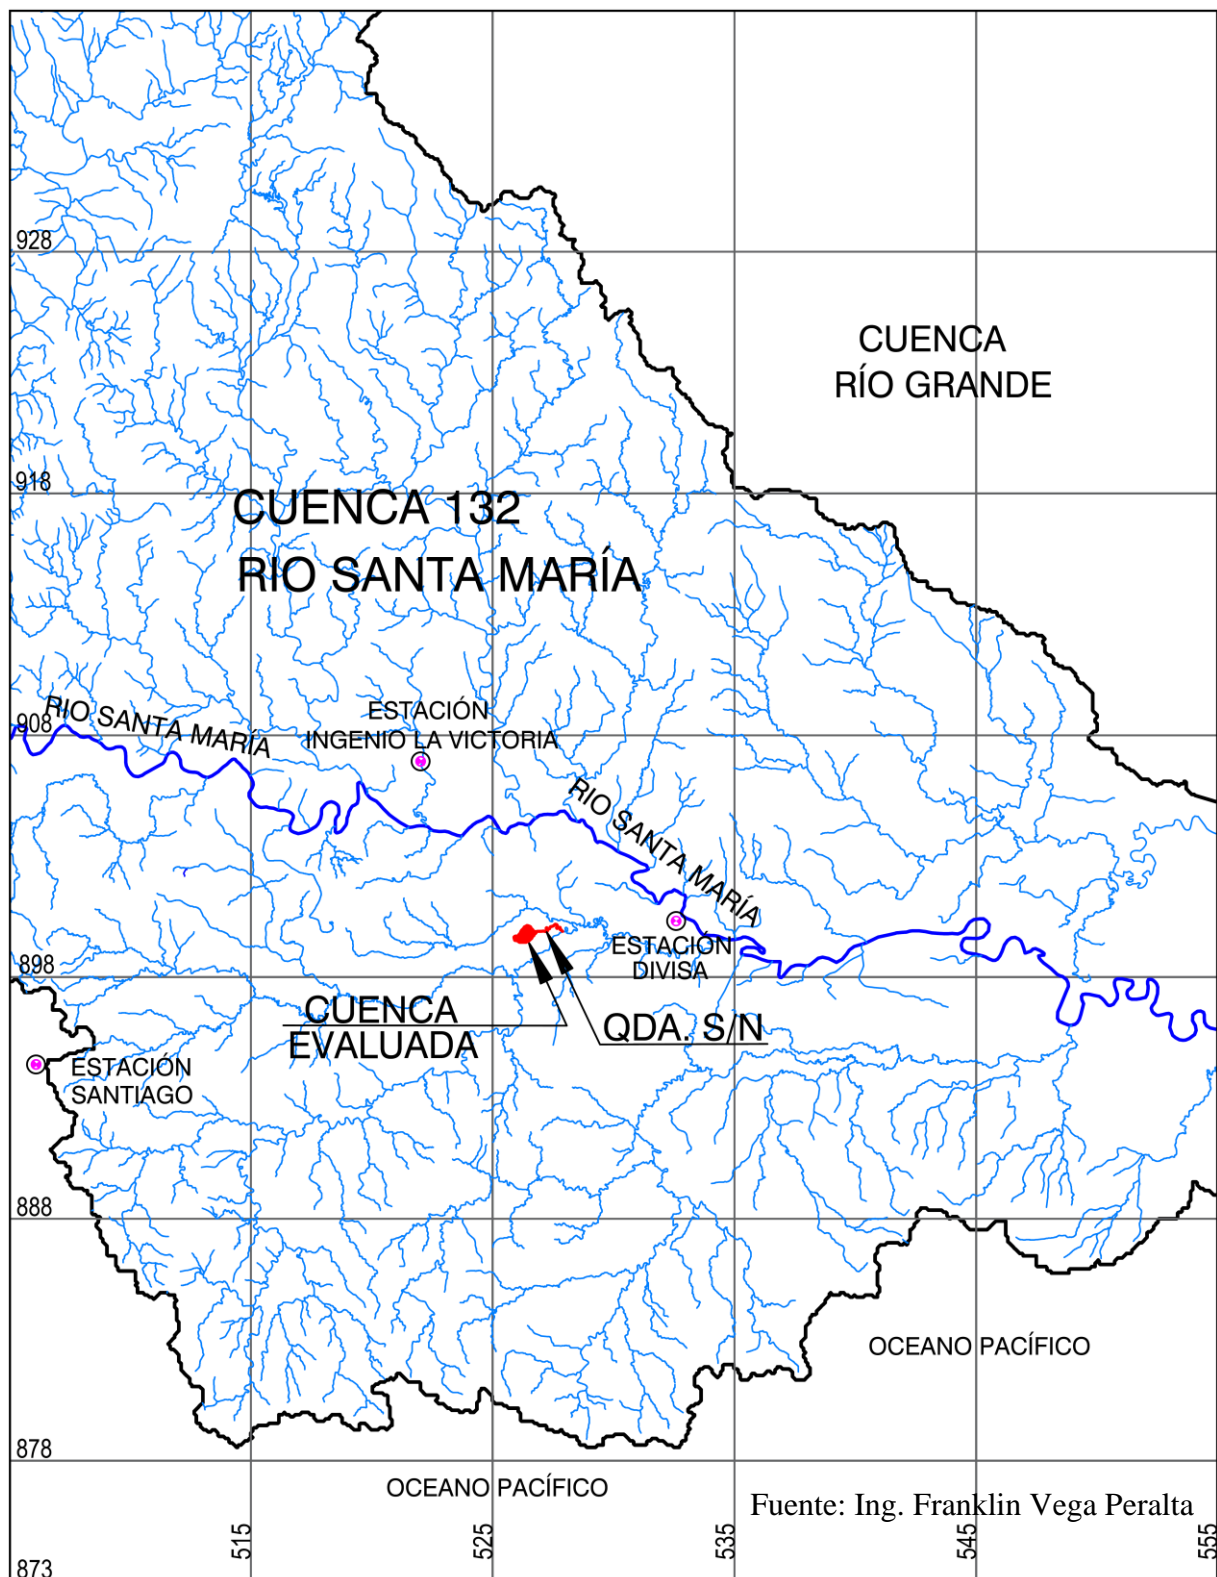 928
CUENCA
RÍO GRANDE
918
CUENCA 132
RIO SANTA MARÍA
RIO SANTA MARÍA
908
ESTACIÓN
INGENIO LA VICTORIA
RIO SANTA MARÍA
ESTACIÓN
DIVISA
898
CUENCA
EVALUADA
QDA. S/N
ESTACIÓN
SANTIAGO
888
OCEANO PACÍFICO
878
OCEANO PACÍFICO
Fuente: Ing. Franklin Vega Peralta
873
515
525
535
545
555